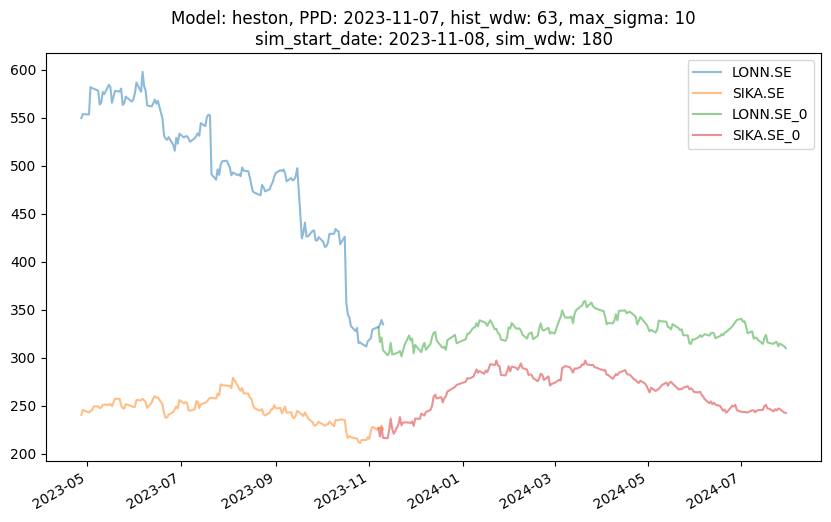 Model: heston, PPD: 2023-11-07, hist_wdw: 63, max_sigma: 10
sim_start_date: 2023-11-08, sim_wdw: 180
LONN.SE
SIKA.SE
LONN.SE_0
SIKA.SE_0
600
550
500
450
400
350
300
250
200
2023-05
2023-07
2023-09
2023-11
2024-01
2024-03
2024-05
2024-07